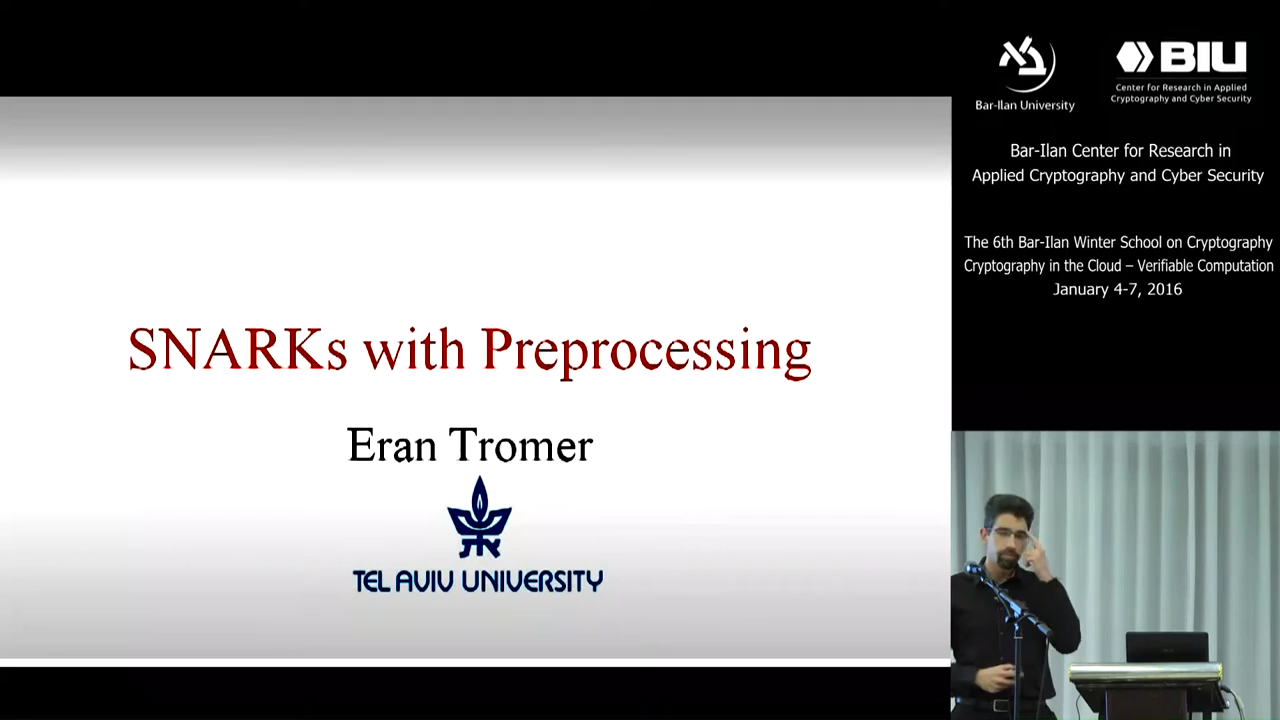 SNARKs with Preprocessing
Eran Tromer
TEL AVIV UNIVERSITY
Bar-Ilan University
BIU
Center for Research in Applied
Cryptography and Cyber Security
Bar-Ilan Center for Research in
Applied Cryptography and Cyber Security
The 6th Bar-Ilan Winter School on Cryptography
Cryptography in the Cloud – Verifiable Computation
January 4-7, 2016